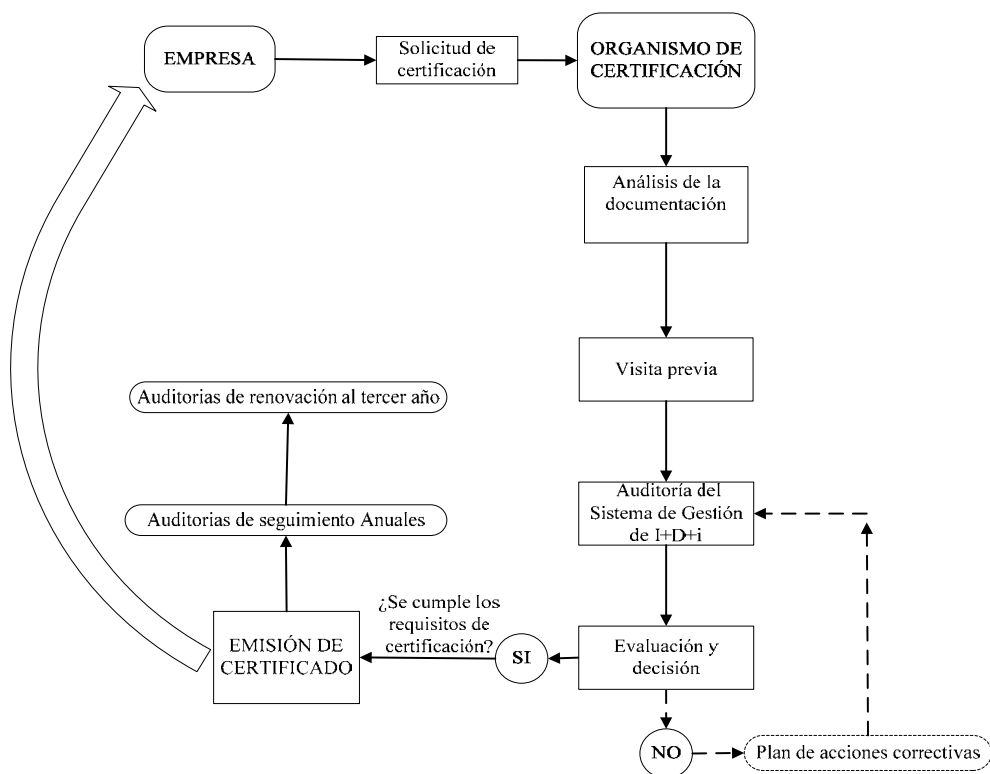 EMPRESA
Solicitud de
certificación
ORGANISMO DE
CERTIFICACIÓN
Análisis de la
documentación
Visita previa
Auditorias de renovación al tercer año
Auditoría del
Sistema de Gestión
de I+D+i
Auditorias de seguimiento Anuales
¿Se cumple los
requisitos de
certificación?
SI
Evaluación y
decisión
EMISIÓN DE
CERTIFICADO
NO
Plan de acciones correctivas